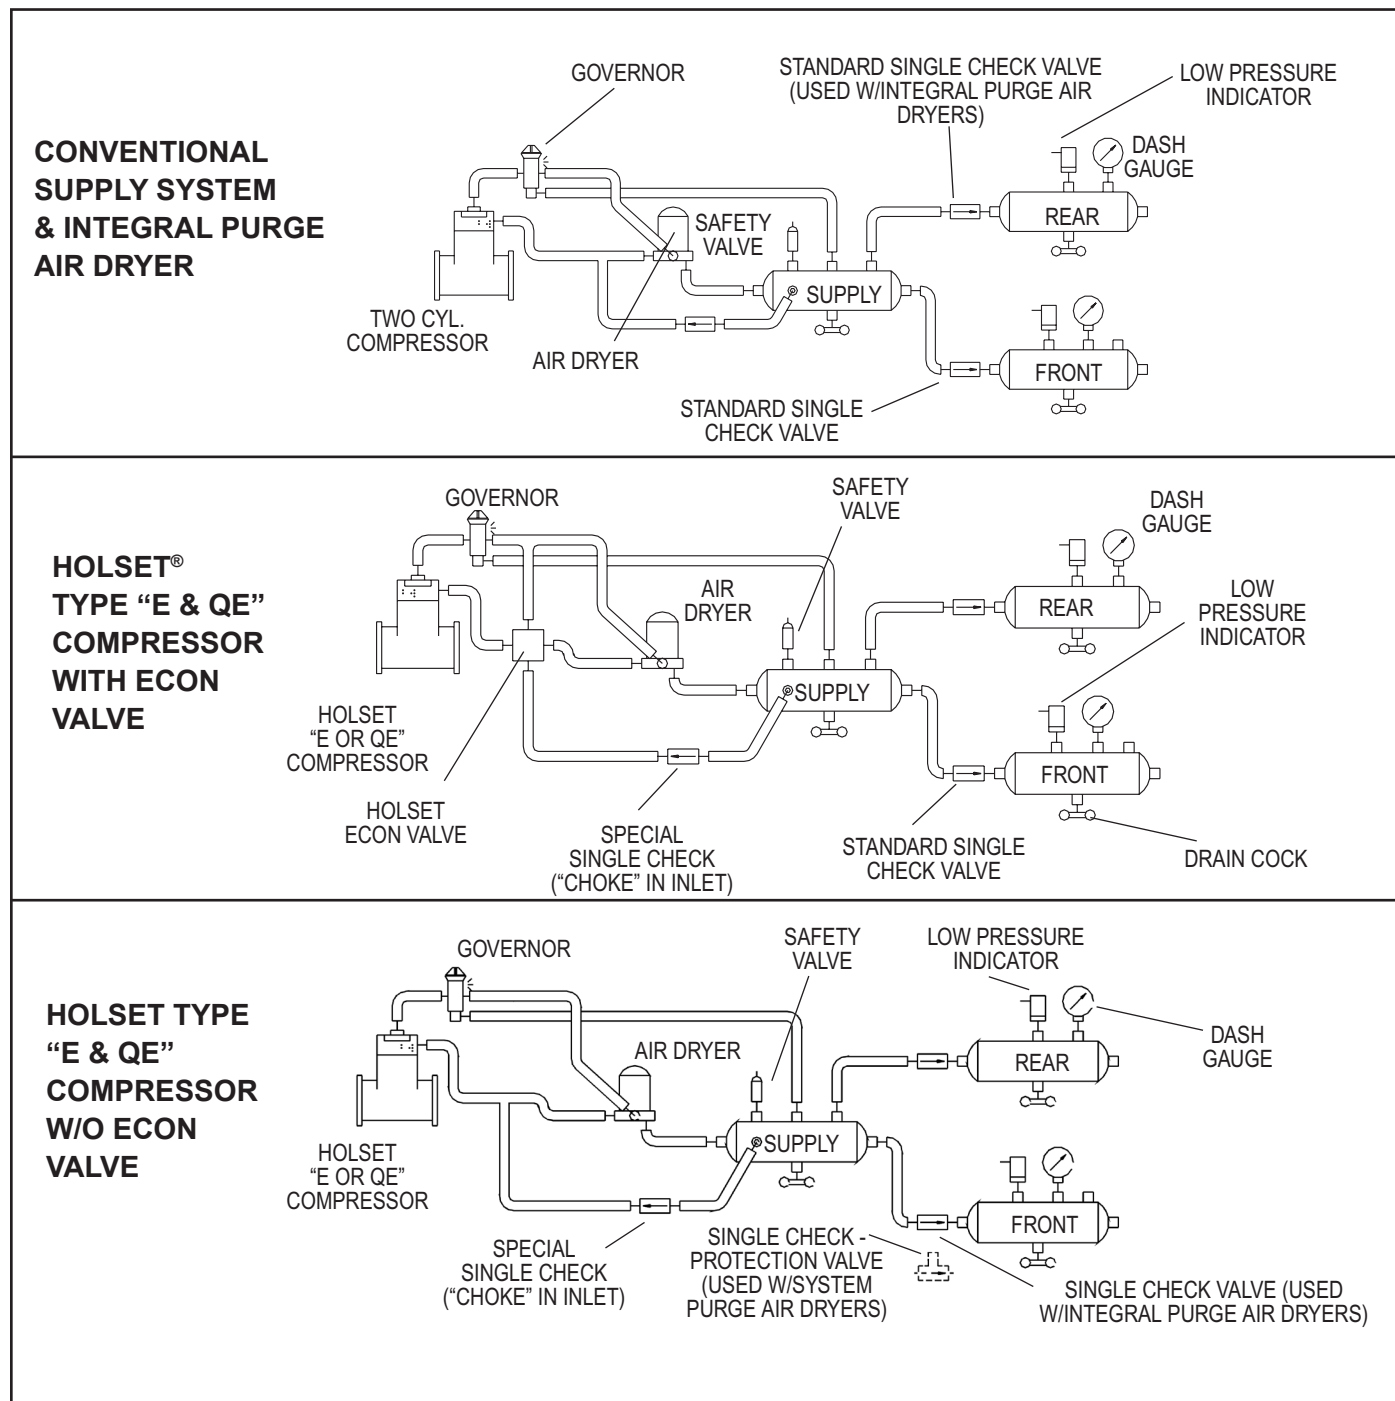 CONVENTIONAL
SUPPLY SYSTEM
& INTEGRAL PURGE
AIR DRYER
GOVERNOR
STANDARD SINGLE CHECK VALVE
(USED W/INTEGRAL PURGE AIR
DRYERS)
LOW PRESSURE
INDICATOR
DASH
GAUGE
REAR
SAFETY
VALVE
SUPPLY
TWO CYL.
COMPRESSOR
AIR DRYER
FRONT
STANDARD SINGLE
CHECK VALVE
HOLSET®
TYPE “E & QE”
COMPRESSOR
WITH ECON
VALVE
GOVERNOR
SAFETY
VALVE
DASH
GAUGE
AIR
DRYER
REAR
LOW
PRESSURE
INDICATOR
SUPPLY
HOLSET
“E OR QE”
COMPRESSOR
FRONT
HOLSET
ECON VALVE
SPECIAL
SINGLE CHECK
(“CHOKE” IN INLET)
STANDARD SINGLE
CHECK VALVE
DRAIN COCK
HOLSET TYPE
“E & QE”
COMPRESSOR
W/O ECON
VALVE
GOVERNOR
SAFETY
VALVE
LOW PRESSURE
INDICATOR
DASH
GAUGE
AIR DRYER
REAR
SUPPLY
HOLSET
“E OR QE”
COMPRESSOR
FRONT
SPECIAL
SINGLE CHECK
(“CHOKE” IN INLET)
SINGLE CHECK -
PROTECTION VALVE
(USED W/SYSTEM
PURGE AIR DRYERS)
SINGLE CHECK VALVE (USED
W/INTEGRAL PURGE AIR DRYERS)